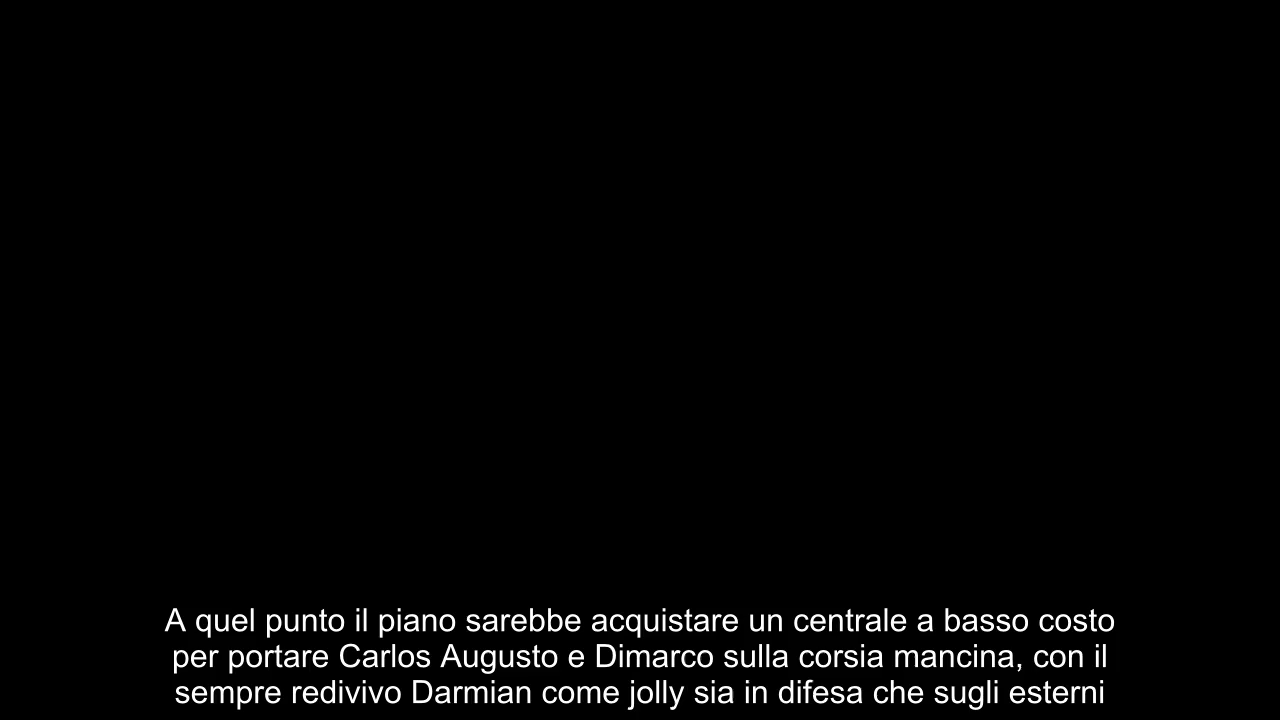 A quel punto il piano sarebbe acquistare un centrale a basso costo
per portare Carlos Augusto e Dimarco sulla corsia mancina, con il
sempre redivivo Darmian come jolly sia in difesa che sugli esterni